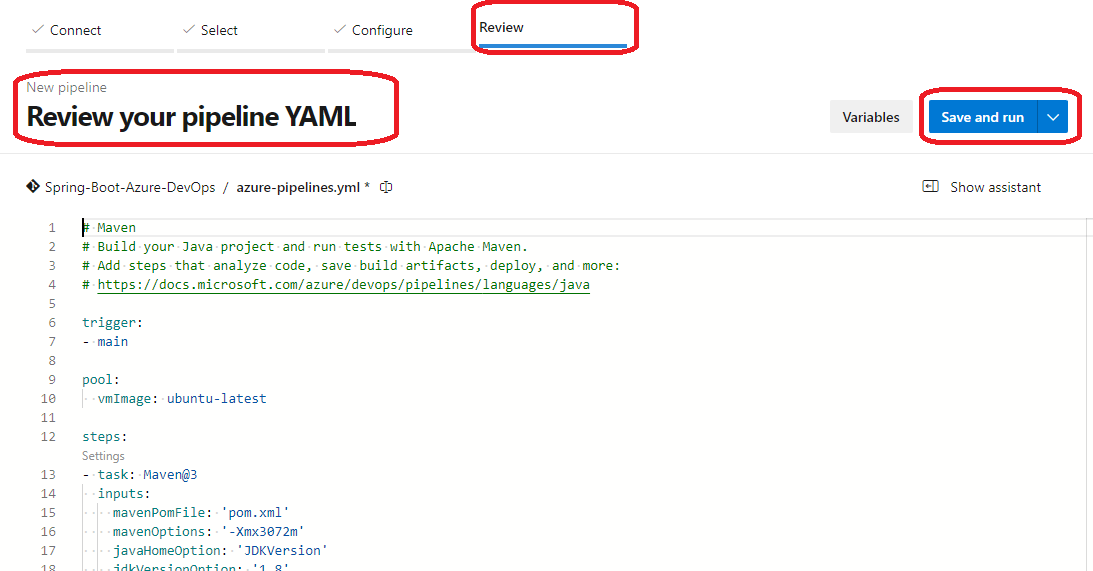 Connect
Select
Configure
Review
New pipeline
Review your pipeline YAML
Variables
Save and run
Spring-Boot-Azure-DevOps / azure-pipelines.yml *
Show assistant
1 # Maven
2 # Build your Java project and run tests with Apache Maven.
3 # Add steps that analyze code, save build artifacts, deploy, and more:
4 # https://docs.microsoft.com/azure/devops/pipelines/languages/java
5
6 trigger:
7 - main
8
9 pool:
10   vmImage: ubuntu-latest
11
12 steps:
Settings
13 - task: Maven@3
14   inputs:
15     mavenPomFile: 'pom.xml'
16     mavenOptions: '-Xmx3072m'
17     javaHomeOption: 'JDKVersion'
18     jdkVersionOption: '1.8'